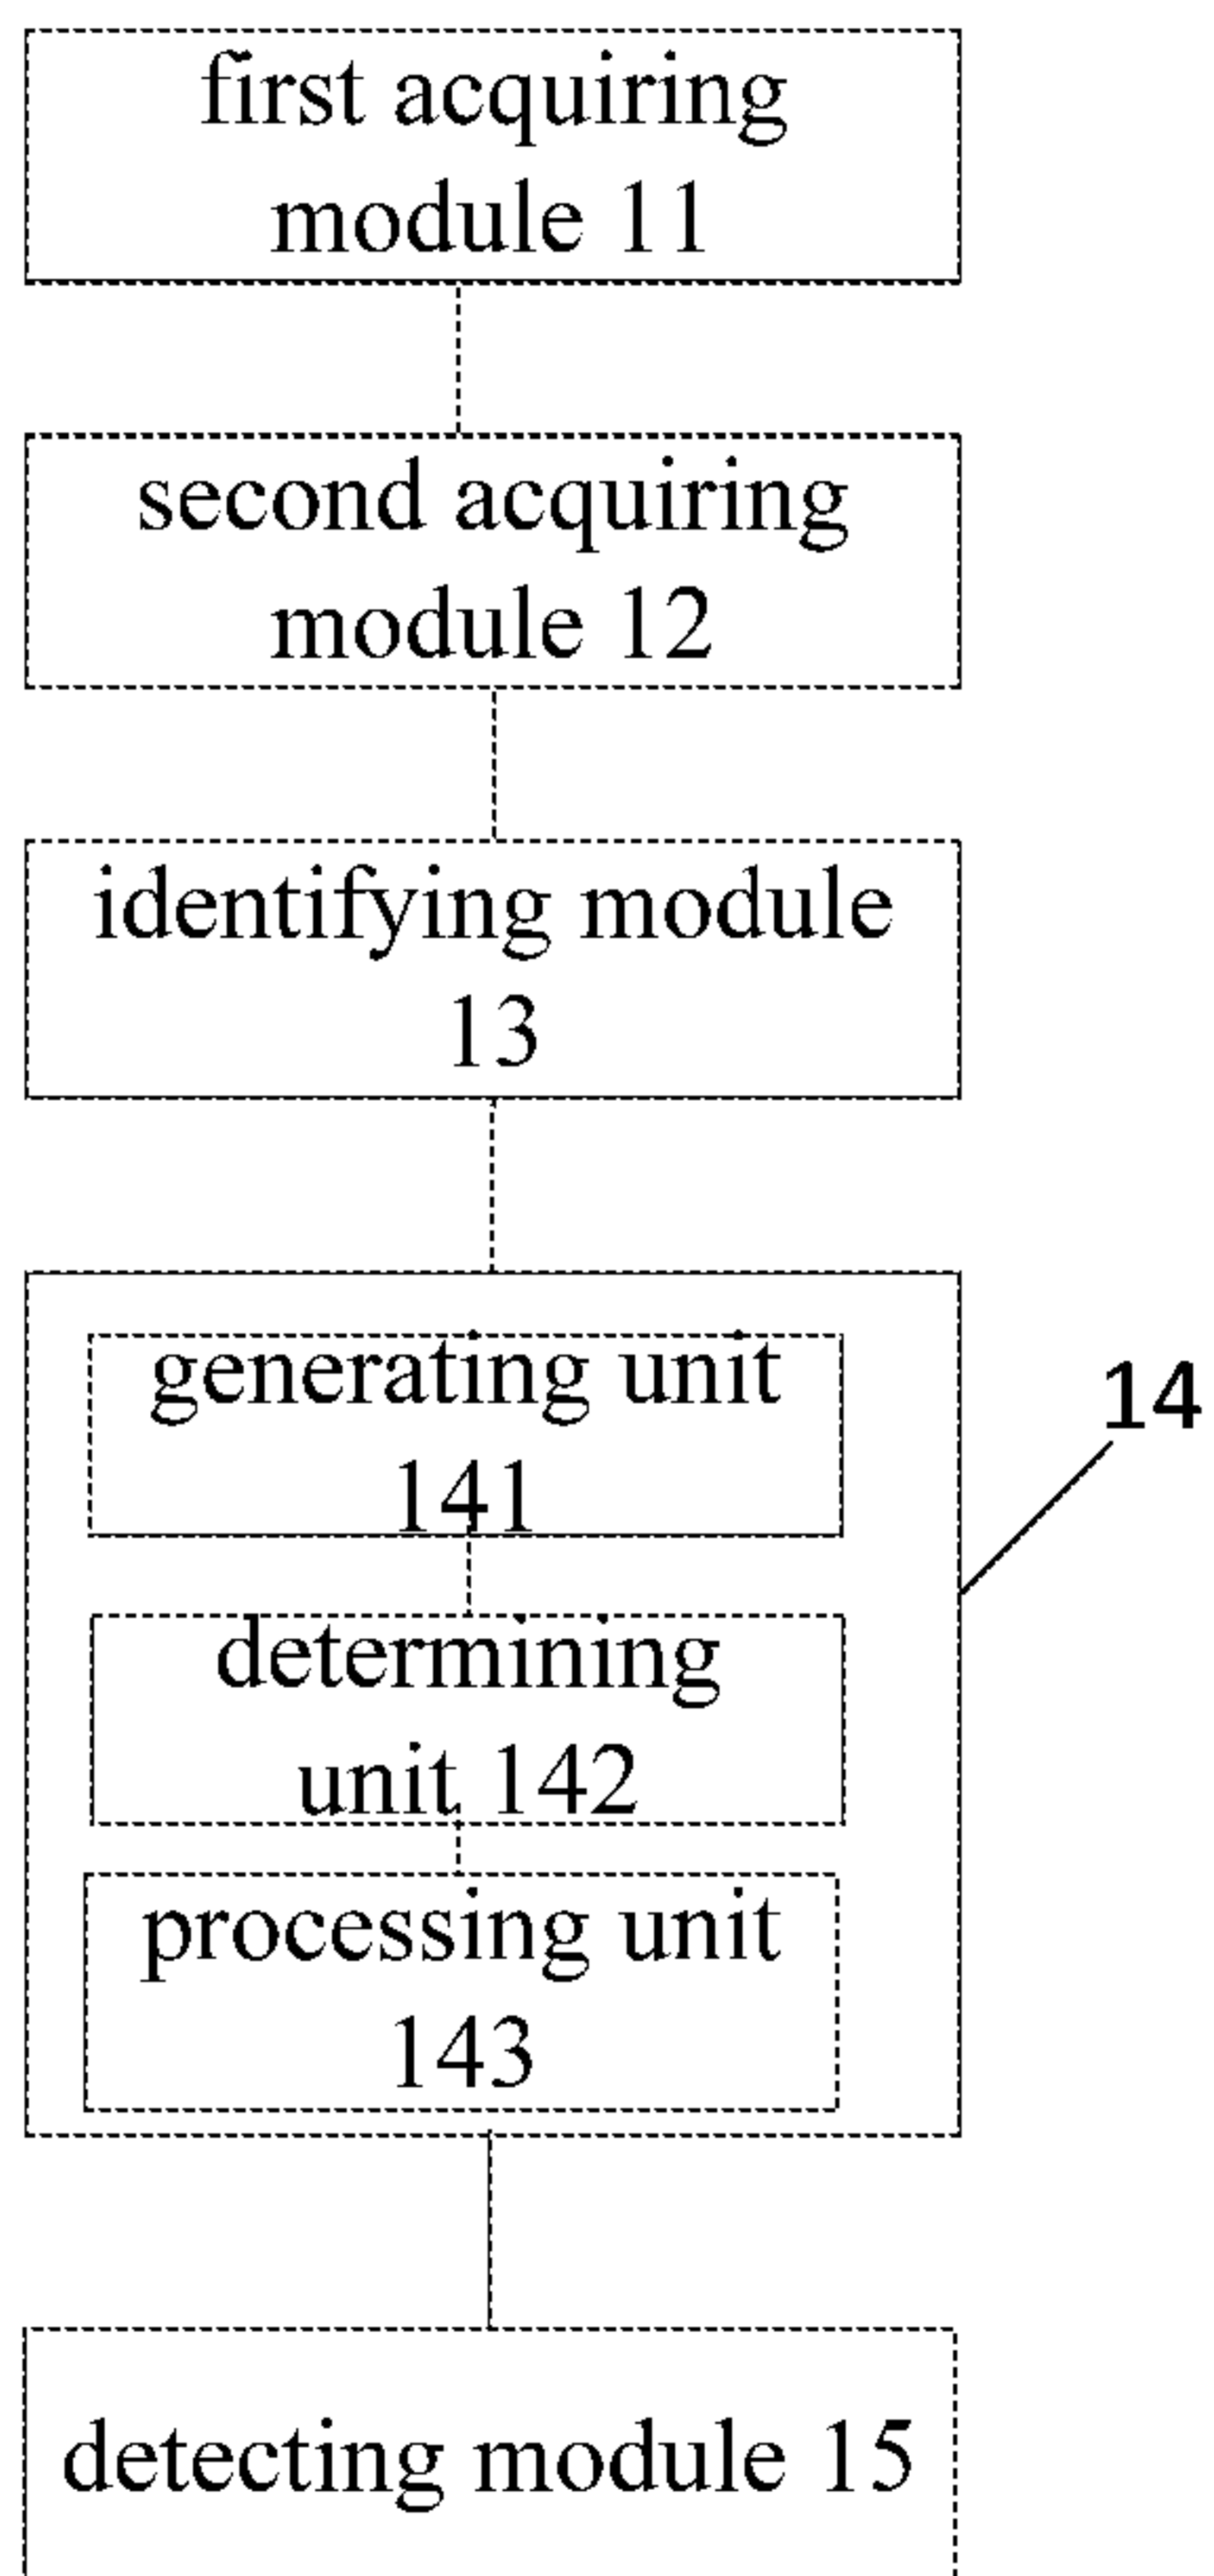 first acquiring
module 11
second acquiring
module 12
identifying module
13
generating unit
141
14
determining
unit 142
processing unit
143
detecting module 15